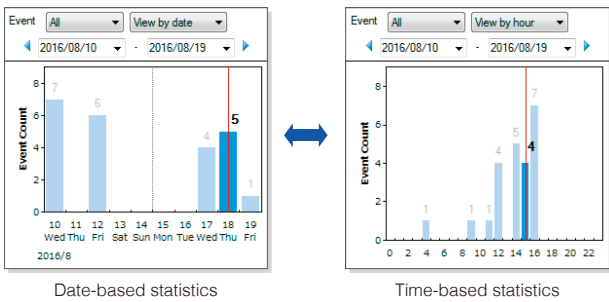 Event All View by date
2016/08/10 - 2016/08/19
Event Count
8
6
4
2
0
7
6
4
5
1
10 11 12 13 14 15 16 17 18 19
Wed Thu Fri Sat Sun Mon Tue Wed Thu Fri
2016/8
Date-based statistics
Event All View by hour
2016/08/10 - 2016/08/19
Event Count
8
6
4
2
0
1
1
1
4
5
4
7
0 2 4 6 8 10 12 14 16 18 20 22
Time-based statistics